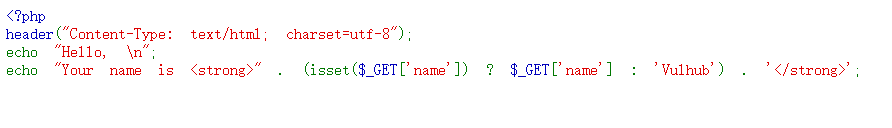 <?php
header("Content-Type: text/html; charset=utf-8");
echo "Hello, \n";
echo "Your name is <strong>" . (isset($_GET['name']) ? $_GET['name'] : 'Vulhub') . '</strong>';